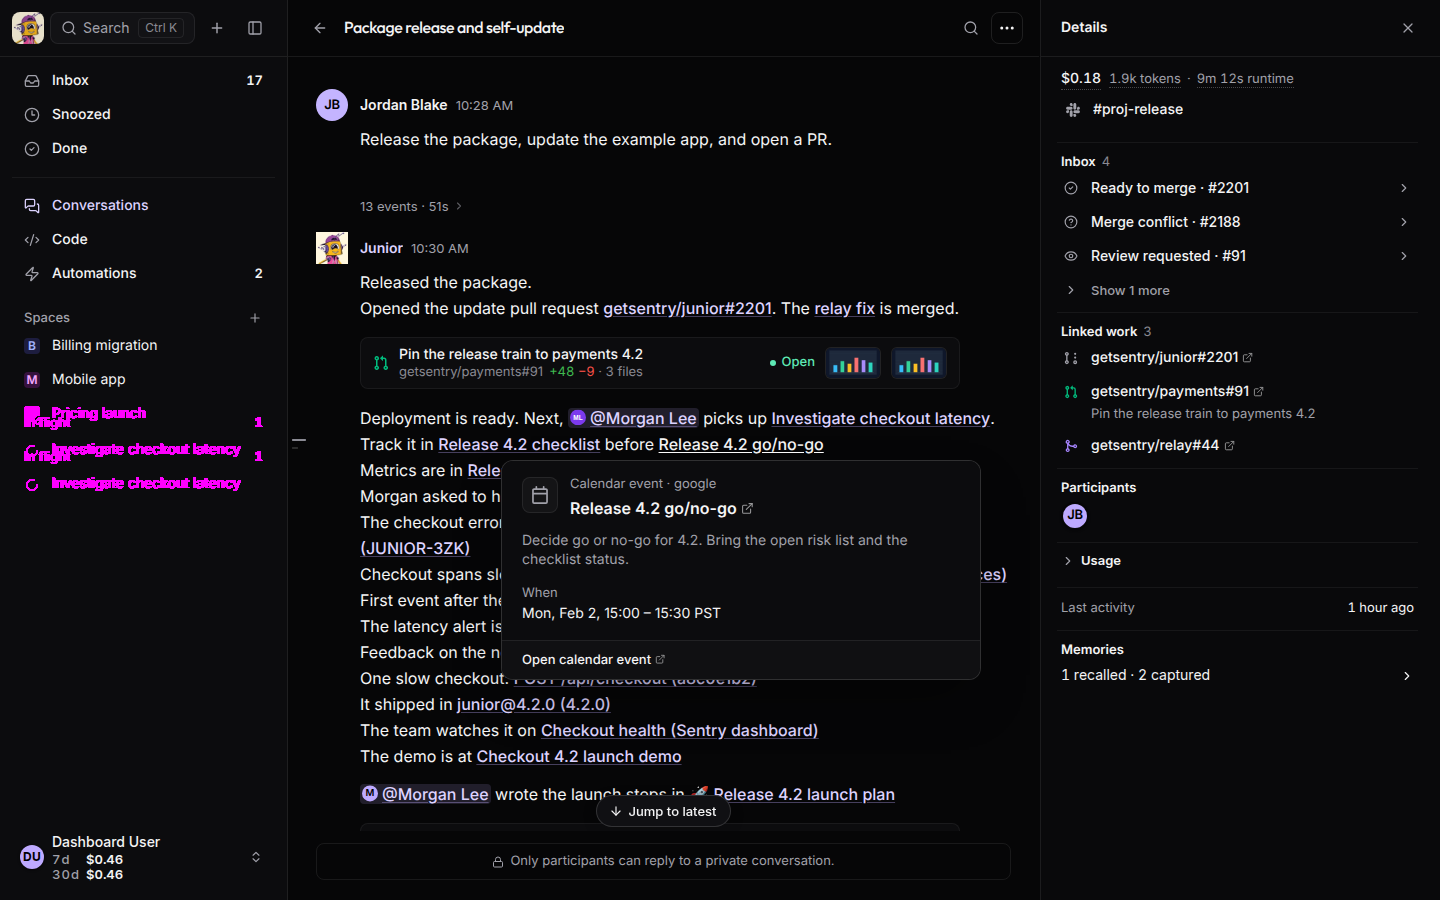 Search Ctrl K
Inbox 17
Snoozed
Done
Conversations
Code
Automations 2
Spaces
B Billing migration
M Mobile app
Pricing launch
In flight 1
Investigate checkout latency
In flight 1
Investigate checkout latency
DU Dashboard User
7d $0.46
30d $0.46
Package release and self-update
JB Jordan Blake 10:28 AM
Release the package, update the example app, and open a PR.
13 events · 51s
Junior 10:30 AM
Released the package.
Opened the update pull request getsentry/junior#2201. The relay fix is merged.
Pin the release train to payments 4.2
getsentry/payments#91 +48 −9 · 3 files
Open
Deployment is ready. Next, ML @Morgan Lee picks up Investigate checkout latency.
Track it in Release 4.2 checklist before Release 4.2 go/no-go
Metrics are in Rele
Morgan asked to h
The checkout error
(JUNIOR-3ZK)
Checkout spans sl ces)
First event after the
The latency alert is
Feedback on the n
One slow checkout. POST /api/checkout (a8c0e1b2)
It shipped in junior@4.2.0 (4.2.0)
The team watches it on Checkout health (Sentry dashboard)
The demo is at Checkout 4.2 launch demo
M @Morgan Lee wrote the launch steps in 🚀 Release 4.2 launch plan
Calendar event · google
Release 4.2 go/no-go
Decide go or no-go for 4.2. Bring the open risk list and the
checklist status.
When
Mon, Feb 2, 15:00 – 15:30 PST
Open calendar event
Jump to latest
Only participants can reply to a private conversation.
Details
$0.18 1.9k tokens · 9m 12s runtime
#proj-release
Inbox 4
Ready to merge · #2201
Merge conflict · #2188
Review requested · #91
Show 1 more
Linked work 3
getsentry/junior#2201
getsentry/payments#91
Pin the release train to payments 4.2
getsentry/relay#44
Participants
JB
Usage
Last activity 1 hour ago
Memories
1 recalled · 2 captured